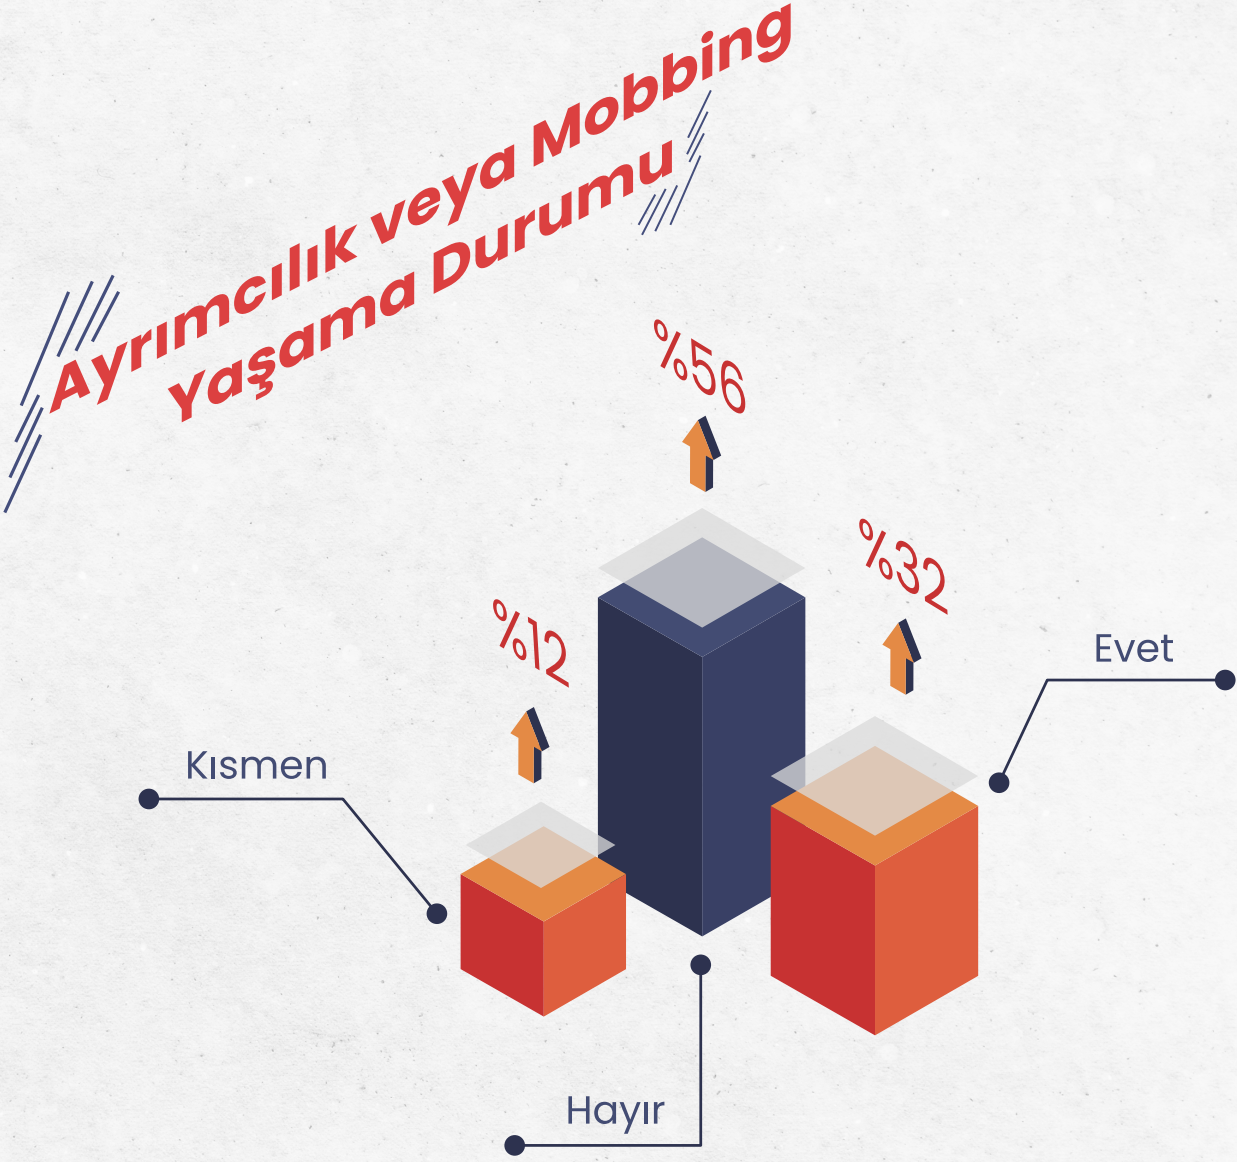 Ayrımcılık veya Mobbing
Yaşama Durumu
%56
%32
%12
Evet
Kısmen
Hayır